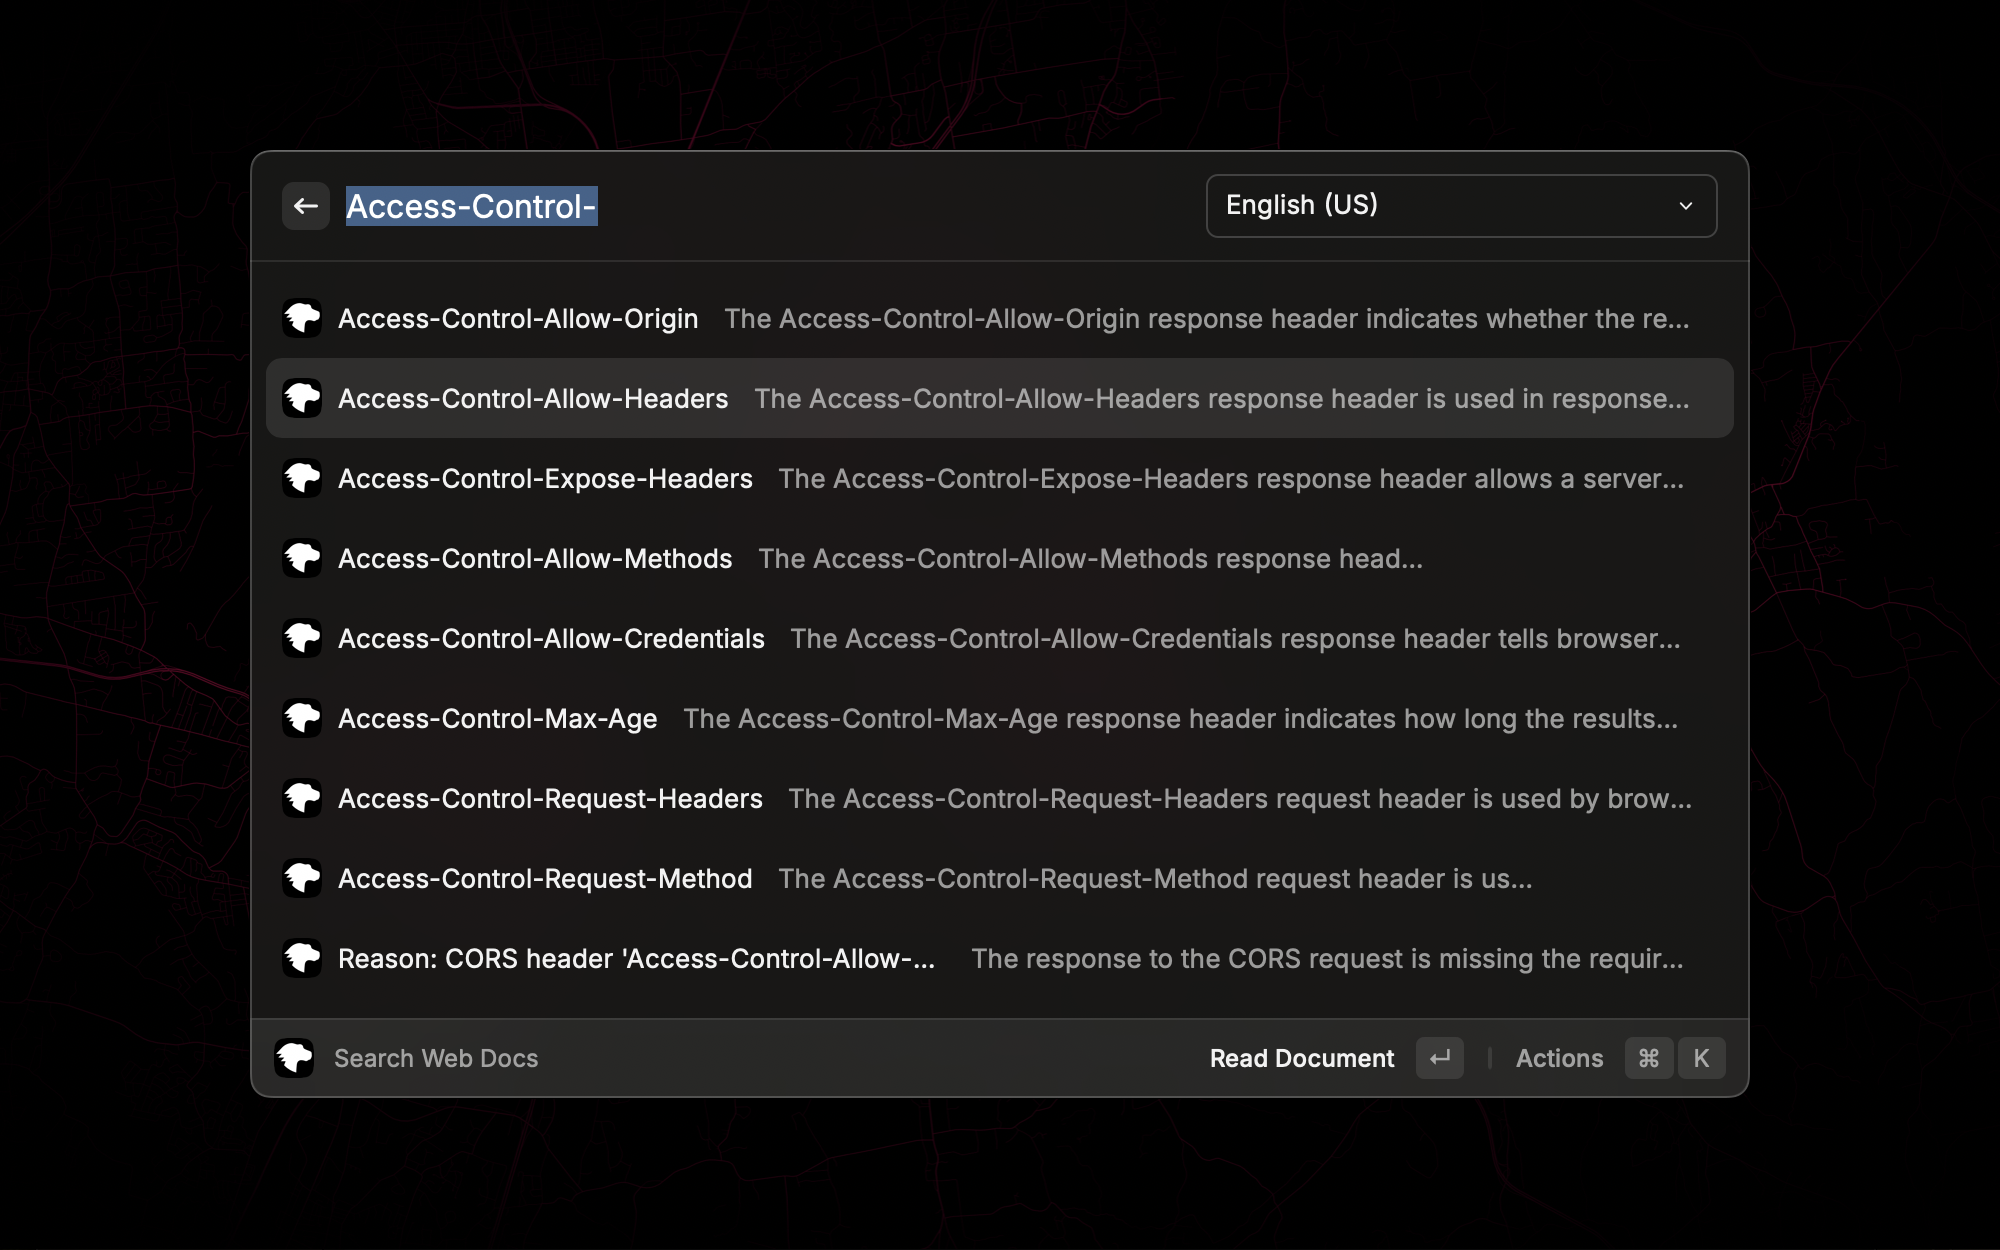 Access-Control-
English (US)
Access-Control-Allow-Origin The Access-Control-Allow-Origin response header indicates whether the re...
Access-Control-Allow-Headers The Access-Control-Allow-Headers response header is used in response...
Access-Control-Expose-Headers The Access-Control-Expose-Headers response header allows a server...
Access-Control-Allow-Methods The Access-Control-Allow-Methods response head...
Access-Control-Allow-Credentials The Access-Control-Allow-Credentials response header tells browser...
Access-Control-Max-Age The Access-Control-Max-Age response header indicates how long the results...
Access-Control-Request-Headers The Access-Control-Request-Headers request header is used by brow...
Access-Control-Request-Method The Access-Control-Request-Method request header is us...
Reason: CORS header 'Access-Control-Allow-... The response to the CORS request is missing the requir...
Search Web Docs Read Document ↵ | Actions ⌘ K